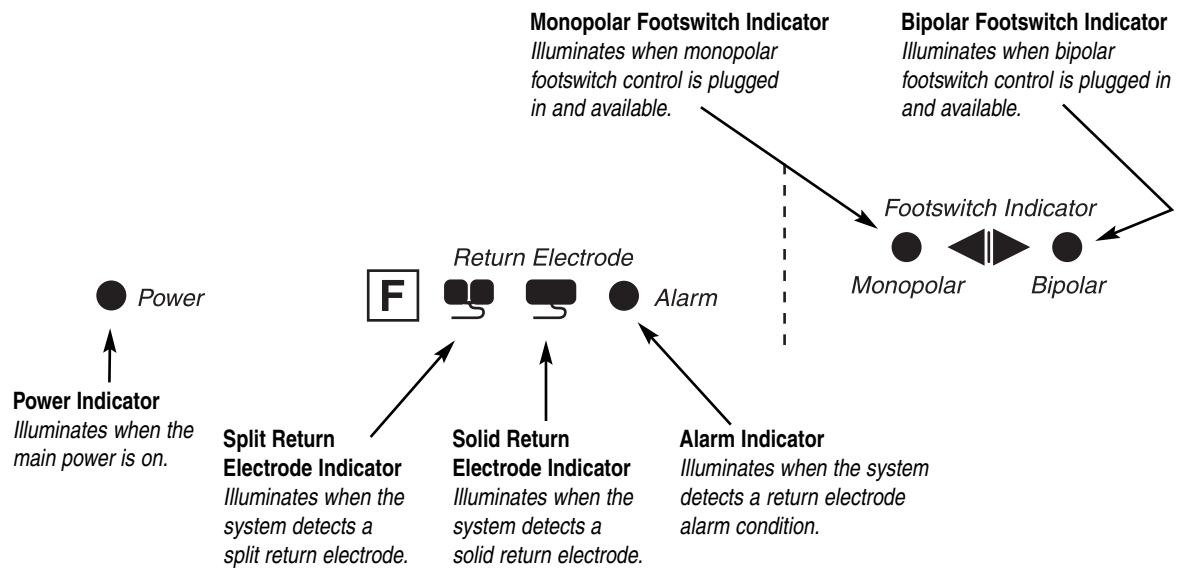 Monopolar Footswitch Indicator
Illuminates when monopolar
footswitch control is plugged
in and available.
Bipolar Footswitch Indicator
Illuminates when bipolar
footswitch control is plugged in
and available.
Footswitch Indicator
Monopolar
Bipolar
Return Electrode
Power
F
Alarm
Power Indicator
Illuminates when the
main power is on.
Split Return
Electrode Indicator
Illuminates when the
system detects a
split return electrode.
Solid Return
Electrode Indicator
Illuminates when the
system detects a
solid return electrode.
Alarm Indicator
Illuminates when the system
detects a return electrode
alarm condition.